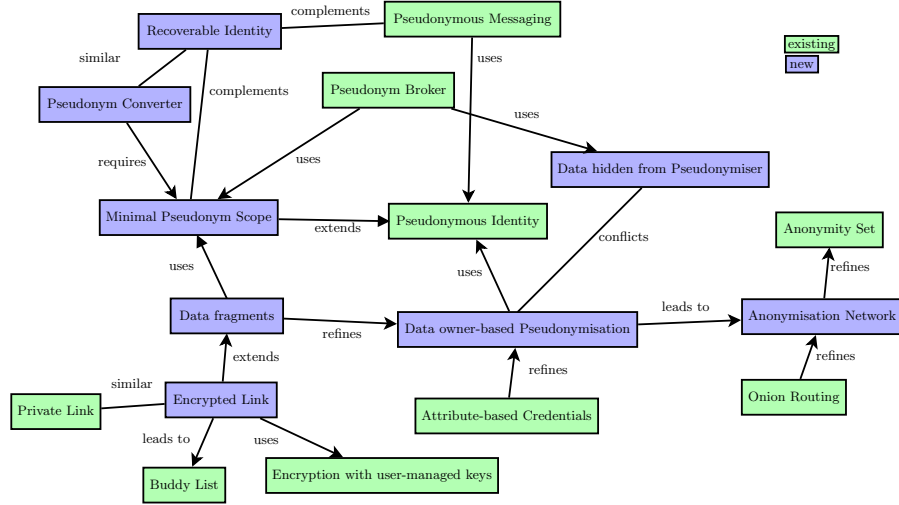 complements
Pseudonymous Messaging
Recoverable Identity
existing
similar
uses
new
Pseudonym Converter
complements
Pseudonym Broker
uses
requires
uses
Data hidden from Pseudonymiser
Minimal Pseudonym Scope
extends
Pseudonymous Identity
conflicts
Anonymity Set
uses
uses
refines
Data fragments
refines
Data owner-based Pseudonymisation
leads to
Anonymisation Network
extends
refines
refines
similar
Private Link
Encrypted Link
Attribute-based Credentials
Onion Routing
leads to
uses
Buddy List
Encryption with user-managed keys